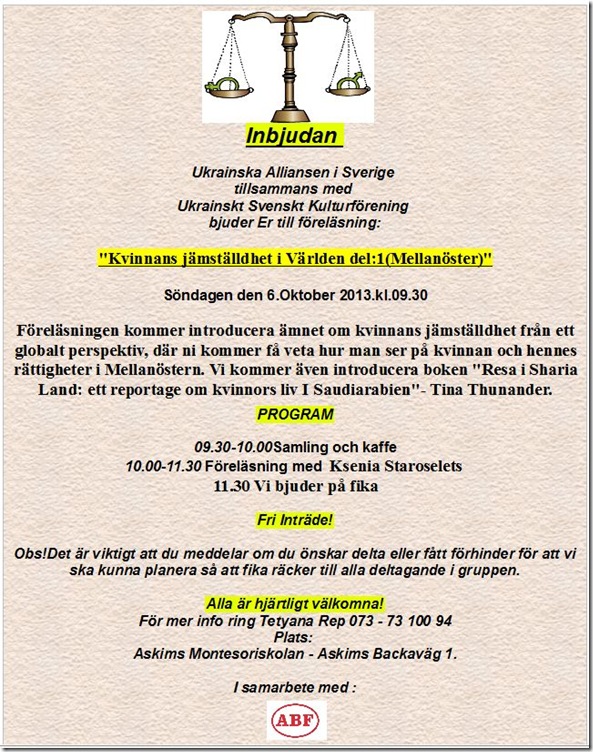 Inbjudan
Ukrainska Alliansen i Sverige
tillsammans med
Ukrainskt Svenskt Kulturförening
bjuder Er till föreläsning:
"Kvinnans jämställdhet i Världen del:1(Mellanöster)"
Söndagen den 6.Oktober 2013.kl.09.30
Föreläsningen kommer introducera ämnet om kvinnans jämställdhet från ett
globalt perspektiv, där ni kommer få veta hur man ser på kvinnan och hennes
rättigheter i Mellanöstern. Vi kommer även introducera boken "Resa i Sharia
Land: ett reportage om kvinnors liv I Saudiarabien"- Tina Thunander.
PROGRAM
09.30-10.00Samling och kaffe
10.00-11.30 Föreläsning med Ksenia Staroselets
11.30 Vi bjuder på fika
Fri Inträde!
Obs!Det är viktigt att du meddelar om du önskar delta eller fått förhinder för att vi
ska kunna planera så att fika räcker till alla deltagande i gruppen.
Alla är hjärtligt välkomna!
För mer info ring Tetyana Rep 073 - 73 100 94
Plats:
Askims Montesoriskolan - Askims Backaväg 1.
I samarbete med :
ABF